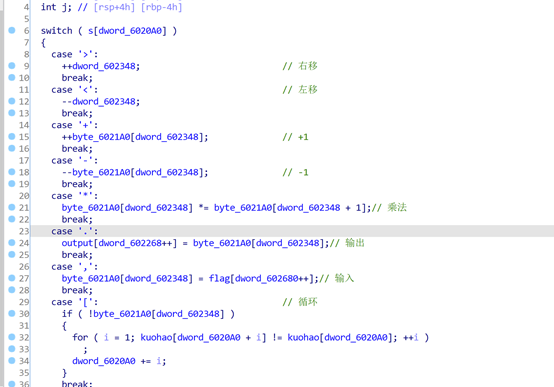 4 int j; // [rsp+4h] [rbp-4h]
5
6 switch ( s[dword_6020A0] )
7 {
8 case '>':
9 ++dword_602348; // 右移
10 break;
11 case '<': // 左移
12 --dword_602348;
13 break;
14 case '+':
15 ++byte_6021A0[dword_602348]; // +1
16 break;
17 case '-':
18 --byte_6021A0[dword_602348]; // -1
19 break;
20 case '*':
21 byte_6021A0[dword_602348] *= byte_6021A0[dword_602348 + 1];// 乘法
22 break;
23 case '.':
24 output[dword_602268++] = byte_6021A0[dword_602348];// 输出
25 break;
26 case ',':
27 byte_6021A0[dword_602348] = flag[dword_602680++];// 输入
28 break;
29 case '[': // 循环
30 if ( !byte_6021A0[dword_602348] )
31 {
32 for ( i = 1; kuohao[dword_6020A0 + i] != kuohao[dword_6020A0]; ++i )
33 ;
34 dword_6020A0 += i;
35 }
36 break;